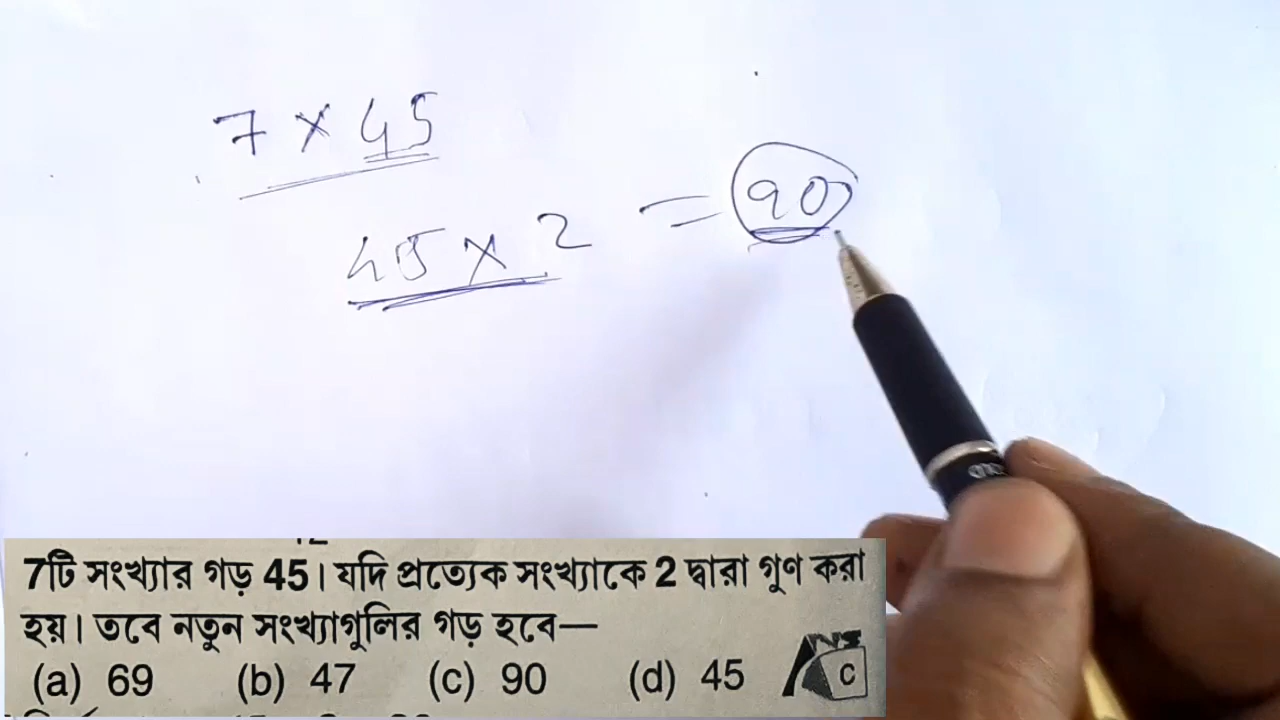 7 × 45
45 × 2 = 90
7টি সংখ্যার গড় 45। যদি প্রত্যেক সংখ্যাকে 2 দ্বারা গুণ করা
হয়। তবে নতুন সংখ্যাগুলির গড় হবে—
(a) 69 (b) 47 (c) 90 (d) 45 ANS C